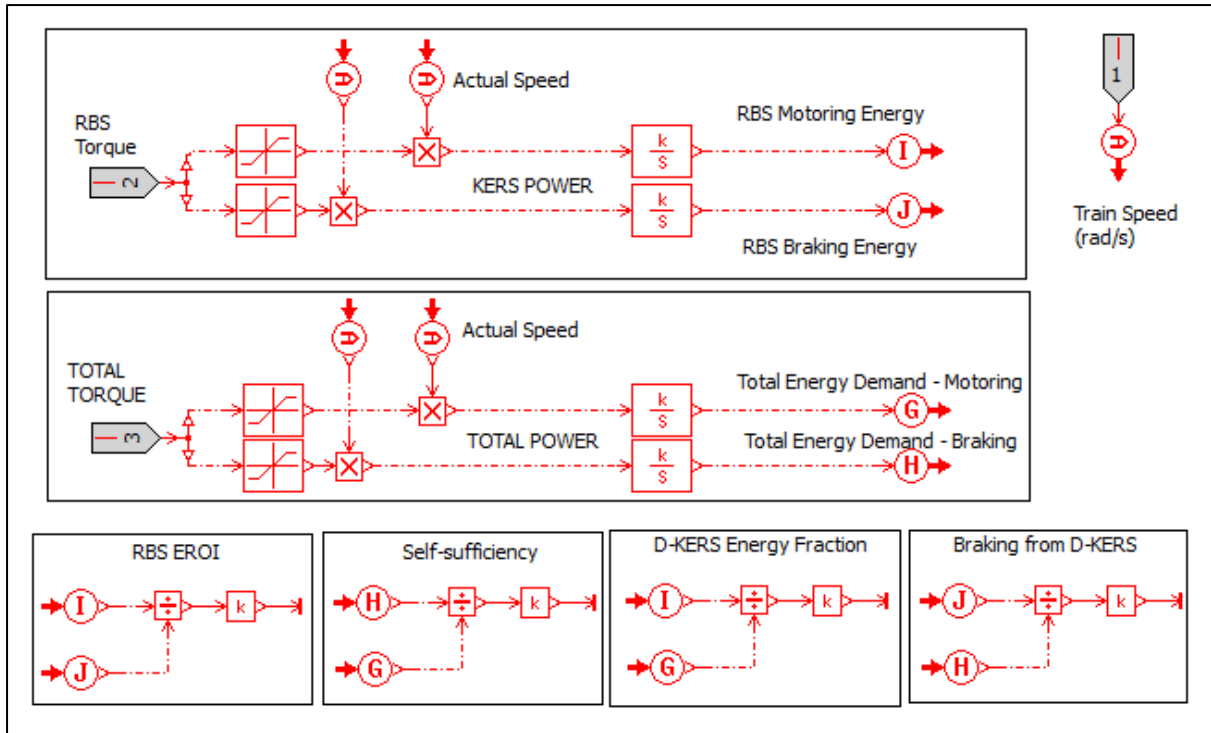 Actual Speed
1
RBS
Torque
2
RBS Motoring Energy
k
s
I
KERS POWER
k
s
J
RBS Braking Energy
Train Speed
(rad/s)
Actual Speed
TOTAL
TORQUE
3
Total Energy Demand - Motoring
k
s
G
TOTAL POWER
Total Energy Demand - Braking
k
s
H
RBS EROI
I
÷
k
J
Self-sufficiency
H
÷
k
G
D-KERS Energy Fraction
I
÷
k
G
Braking from D-KERS
J
÷
k
H